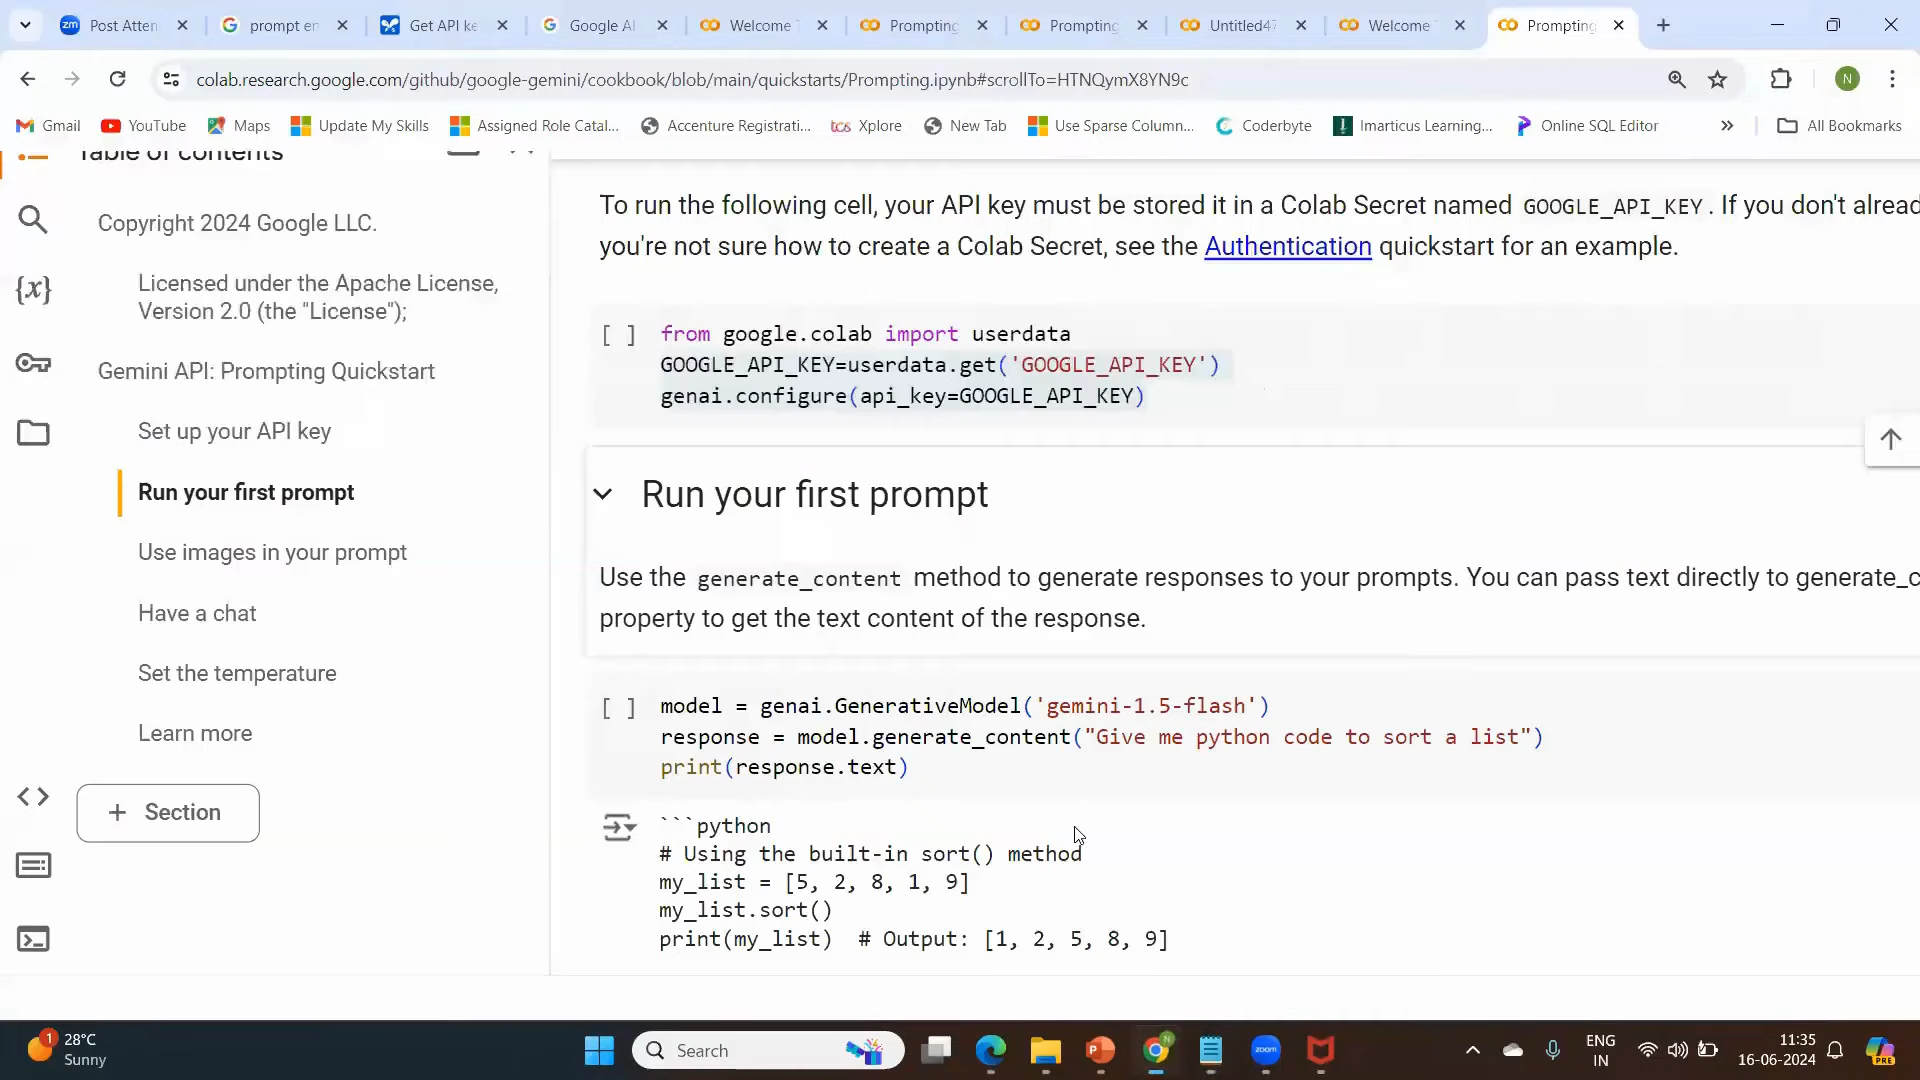 Post Atten
prompt en
Get API ke
Google AI
Welcome T
Prompting
Prompting
Untitled47
Welcome T
Prompting
colab.research.google.com/github/google-gemini/cookbook/blob/main/quickstarts/Prompting.ipynb#scrollTo=HTNQymX8YN9c
N
Gmail
YouTube
Maps
Update My Skills
Assigned Role Catal...
Accenture Registrati...
tcs Xplore
New Tab
Use Sparse Column...
Coderbyte
Imarticus Learning...
Online SQL Editor
All Bookmarks
Table of contents
Copyright 2024 Google LLC.
Licensed under the Apache License,
Version 2.0 (the "License");
Gemini API: Prompting Quickstart
Set up your API key
Run your first prompt
Use images in your prompt
Have a chat
Set the temperature
Learn more
+ Section
To run the following cell, your API key must be stored it in a Colab Secret named GOOGLE_API_KEY. If you don't alread
you're not sure how to create a Colab Secret, see the Authentication quickstart for an example.
[ ] from google.colab import userdata
GOOGLE_API_KEY=userdata.get('GOOGLE_API_KEY')
genai.configure(api_key=GOOGLE_API_KEY)
Run your first prompt
Use the generate_content method to generate responses to your prompts. You can pass text directly to generate_c
property to get the text content of the response.
[ ] model = genai.GenerativeModel('gemini-1.5-flash')
response = model.generate_content("Give me python code to sort a list")
print(response.text)
```python
# Using the built-in sort() method
my_list = [5, 2, 8, 1, 9]
my_list.sort()
print(my_list)  # Output: [1, 2, 5, 8, 9]
1
28°C
Sunny
Search
zoom
ENG
IN
11:35
16-06-2024
PRE